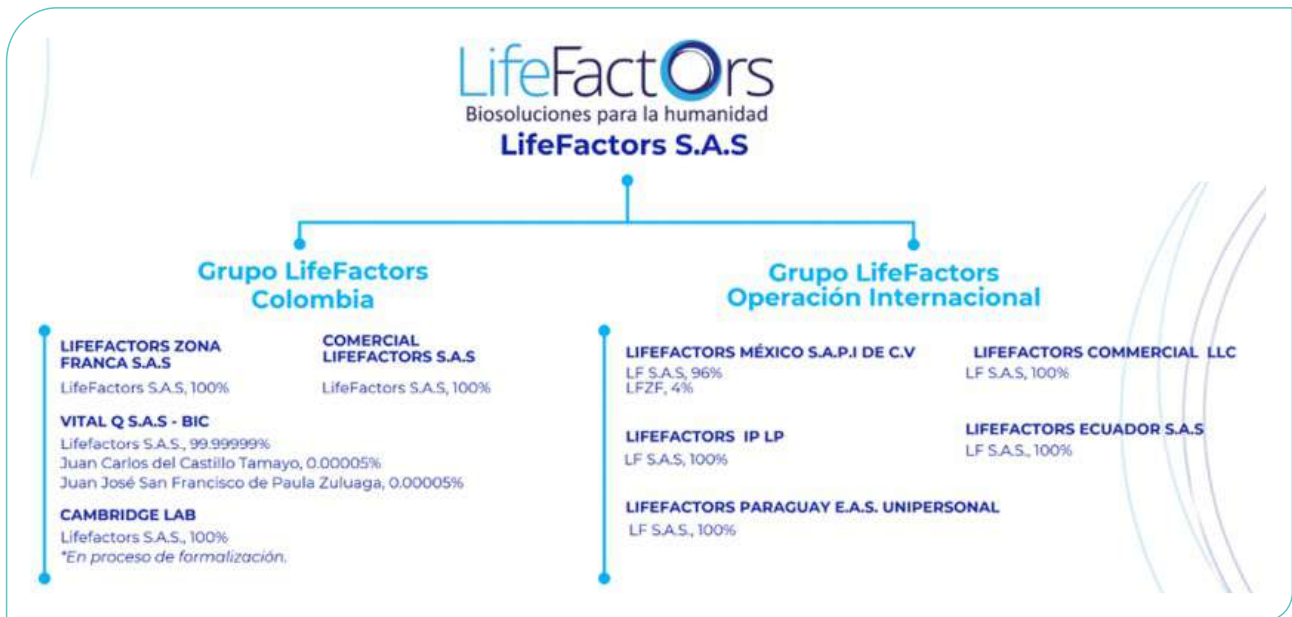 LifeFactOrs
Biosoluciones para la humanidad
LifeFactors S.A.S
Grupo LifeFactors
Colombia
LIFEFACTORS ZONA
FRANCA S.A.S
LifeFactors S.A.S, 100%
COMERCIAL
LIFEFACTORS S.A.S
LifeFactors S.A.S, 100%
VITAL Q S.A.S - BIC
Lifefactors S.A.S., 99.99999%
Juan Carlos del Castillo Tamayo, 0.00005%
Juan José San Francisco de Paula Zuluaga, 0.00005%
CAMBRIDGE LAB
Lifefactors S.A.S., 100%
*En proceso de formalización.
Grupo LifeFactors
Operación Internacional
LIFEFACTORS MÉXICO S.A.P.I DE C.V
LF S.A.S, 96%
LFZF, 4%
LIFEFACTORS COMMERCIAL LLC
LF S.A.S, 100%
LIFEFACTORS IP LP
LF S.A.S, 100%
LIFEFACTORS ECUADOR S.A.S
LF S.A.S., 100%
LIFEFACTORS PARAGUAY E.A.S. UNIPERSONAL
LF S.A.S., 100%